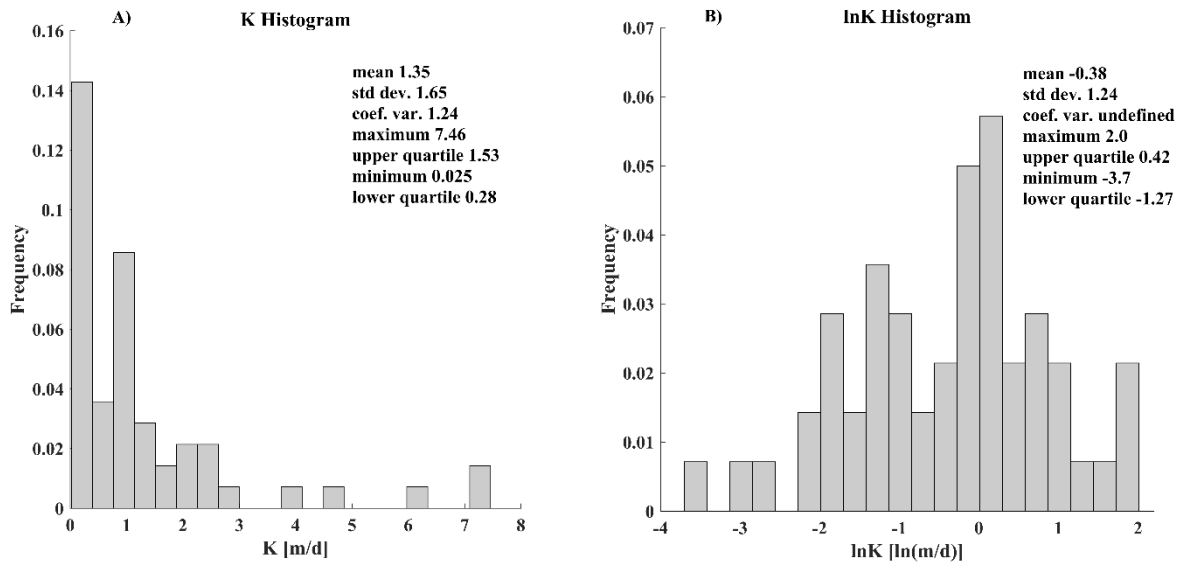 A)
K Histogram
0.16
0.14
0.12
0.1
0.08
0.06
0.04
0.02
0
Frequency
mean 1.35
std dev. 1.65
coef. var. 1.24
maximum 7.46
upper quartile 1.53
minimum 0.025
lower quartile 0.28
0 1 2 3 4 5 6 7 8
K [m/d]
B)
lnK Histogram
0.07
0.06
0.05
0.04
0.03
0.02
0.01
0
Frequency
mean -0.38
std dev. 1.24
coef. var. undefined
maximum 2.0
upper quartile 0.42
minimum -3.7
lower quartile -1.27
-4 -3 -2 -1 0 1 2
lnK [ln(m/d)]